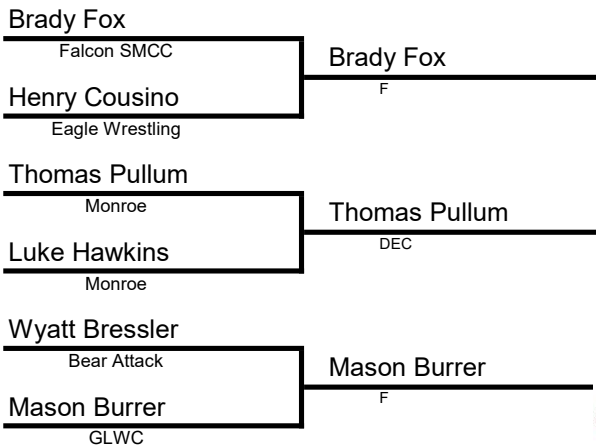 Brady Fox
Falcon SMCC
Brady Fox
F
Henry Cousino
Eagle Wrestling
Thomas Pullum
Monroe
Thomas Pullum
DEC
Luke Hawkins
Monroe
Wyatt Bressler
Bear Attack
Mason Burrer
F
Mason Burrer
GLWC